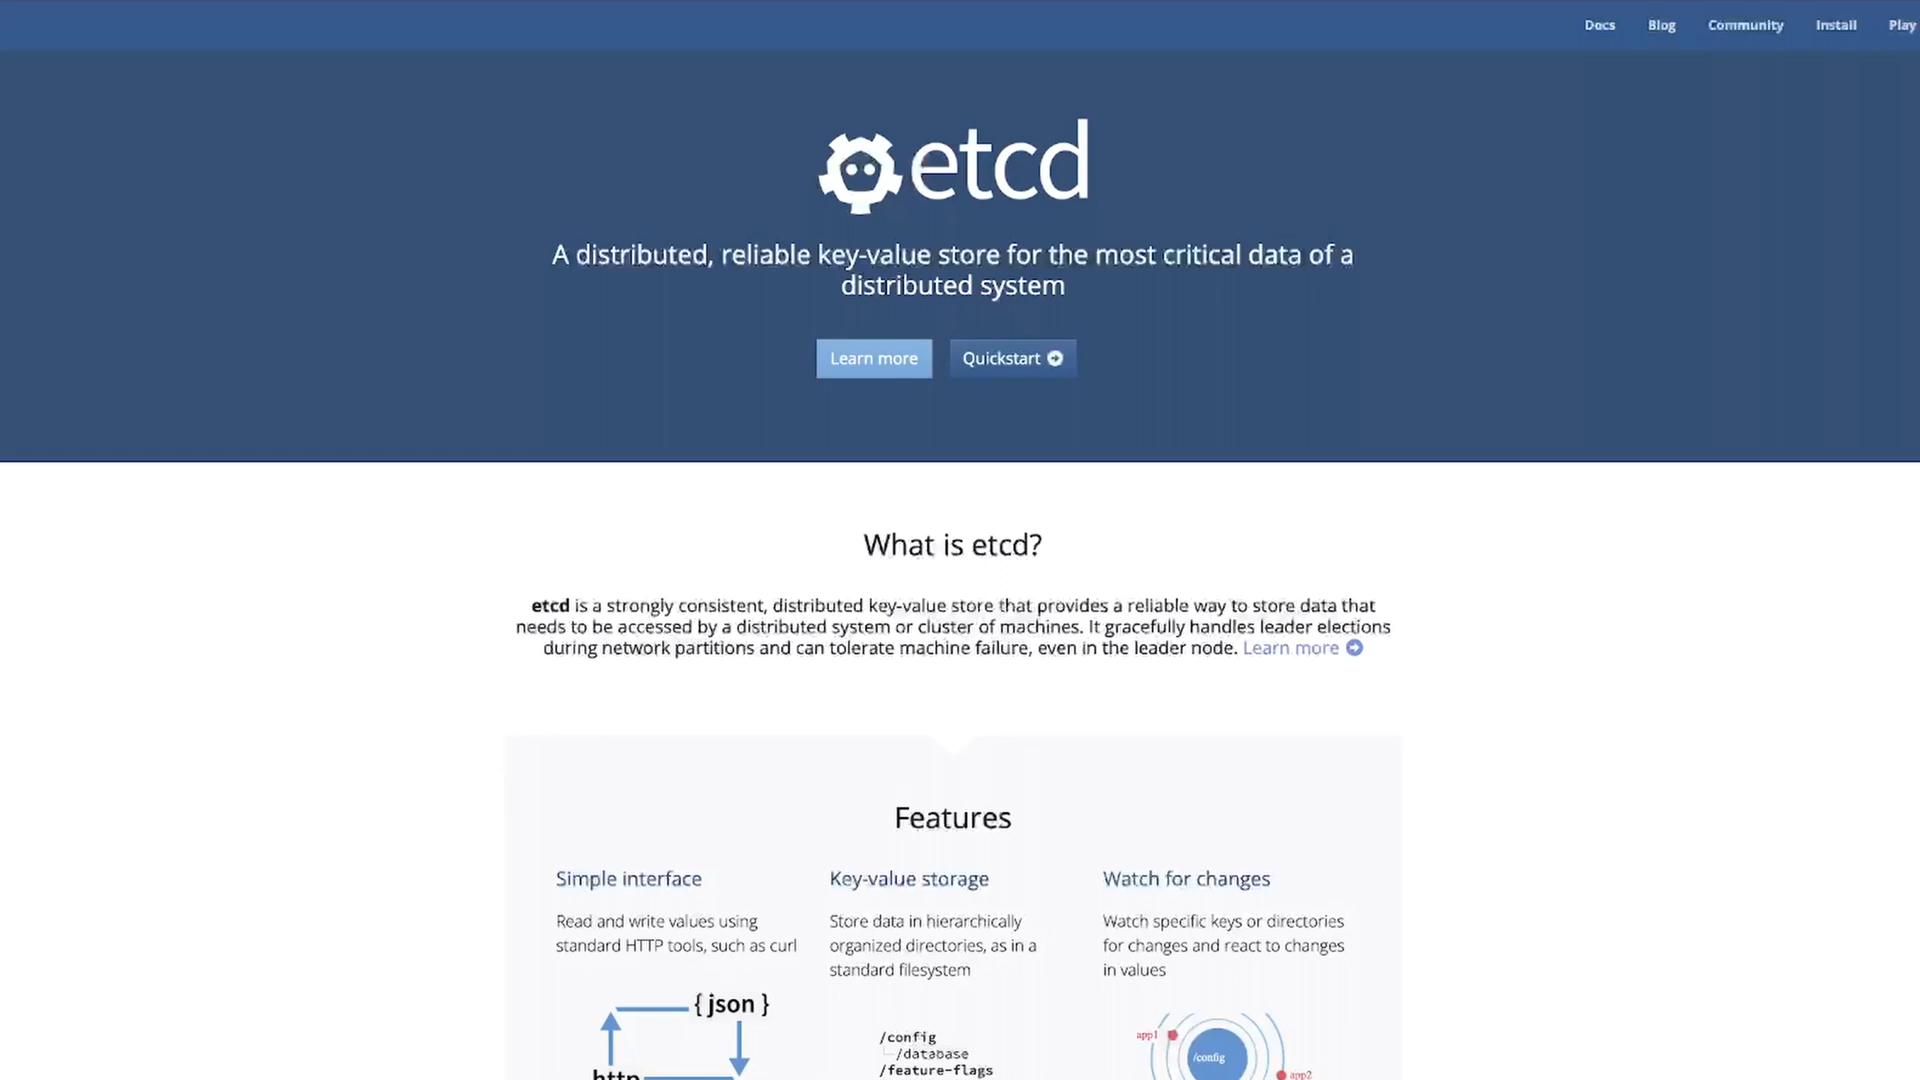 Docs Blog Community Install Play
etcd
A distributed, reliable key-value store for the most critical data of a
distributed system
Learn more Quickstart
What is etcd?
etcd is a strongly consistent, distributed key-value store that provides a reliable way to store data that
needs to be accessed by a distributed system or cluster of machines. It gracefully handles leader elections
during network partitions and can tolerate machine failure, even in the leader node. Learn more
Features
Simple interface
Read and write values using
standard HTTP tools, such as curl
{ json }
http
Key-value storage
Store data in hierarchically
organized directories, as in a
standard filesystem
/config
/database
/feature-flags
Watch for changes
Watch specific keys or directories
for changes and react to changes
in values
app1
/config
app2